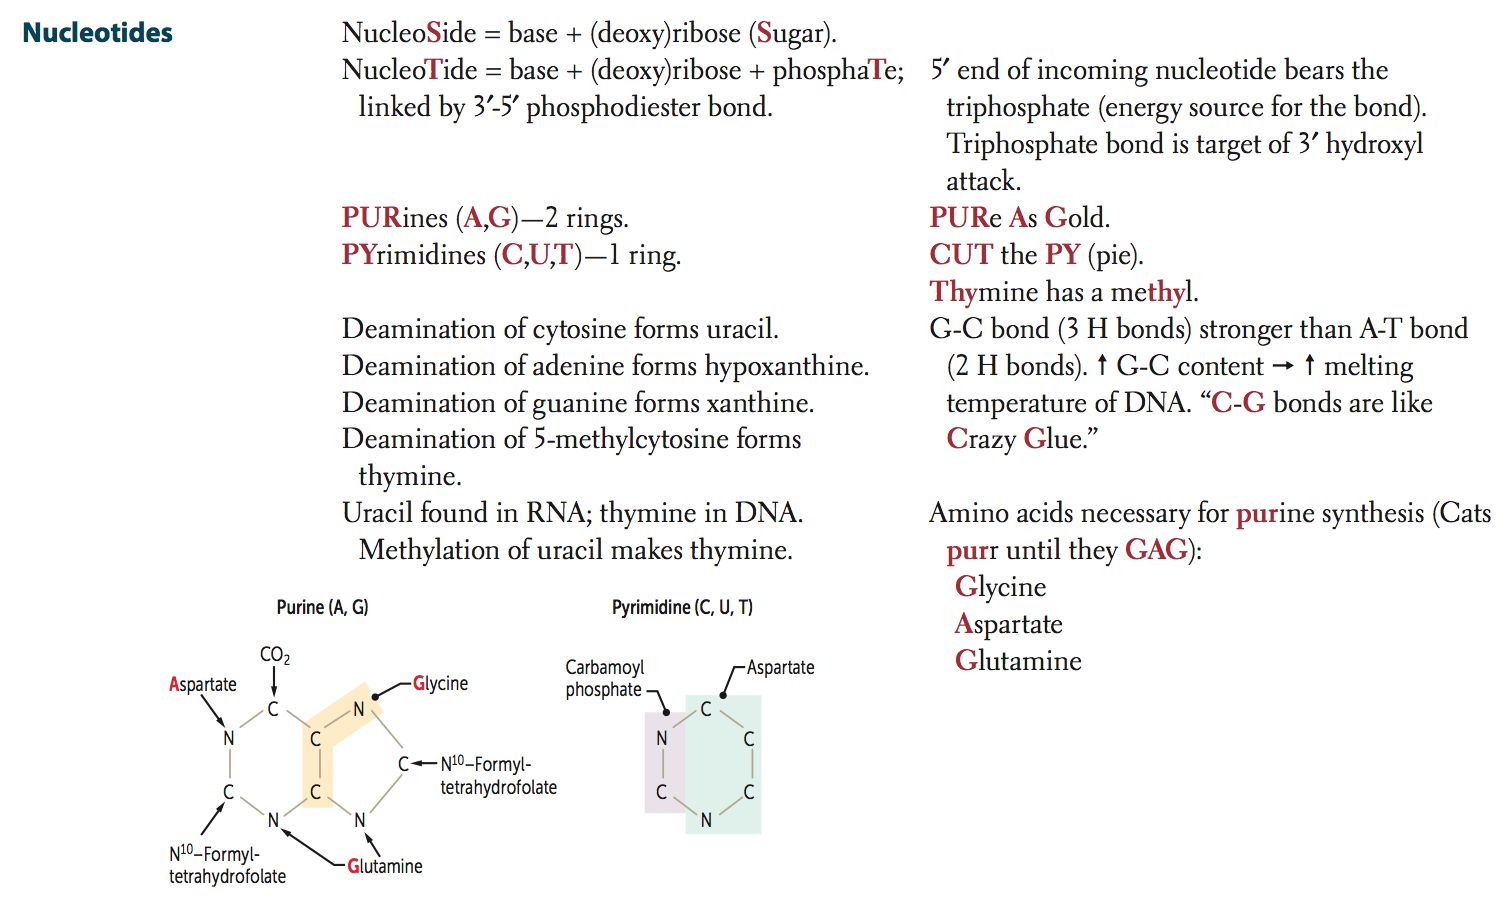 Nucleotides
NucleoSide = base + (deoxy)ribose (Sugar).
NucleoTide = base + (deoxy)ribose + phosphaTe;
linked by 3′-5′ phosphodiester bond.
5′ end of incoming nucleotide bears the
triphosphate (energy source for the bond).
Triphosphate bond is target of 3′ hydroxyl
attack.
PURines (A,G)—2 rings.
PYrimidines (C,U,T)—1 ring.
PURe As Gold.
CUT the PY (pie).
Thymine has a methyl.
Deamination of cytosine forms uracil.
Deamination of adenine forms hypoxanthine.
Deamination of guanine forms xanthine.
Deamination of 5-methylcytosine forms
thymine.
G-C bond (3 H bonds) stronger than A-T bond
(2 H bonds). ↑ G-C content → ↑ melting
temperature of DNA. “C-G bonds are like
Crazy Glue.”
Uracil found in RNA; thymine in DNA.
Methylation of uracil makes thymine.
Amino acids necessary for purine synthesis (Cats
purr until they GAG):
Glycine
Aspartate
Glutamine
Purine (A, G)
CO₂
Aspartate
Glycine
C
N
N
C
C
N¹⁰–Formyl-
tetrahydrofolate
C
C
N
N
N¹⁰–Formyl-
tetrahydrofolate
Glutamine
Pyrimidine (C, U, T)
Carbamoyl
phosphate
Aspartate
C
N
C
C
C
N